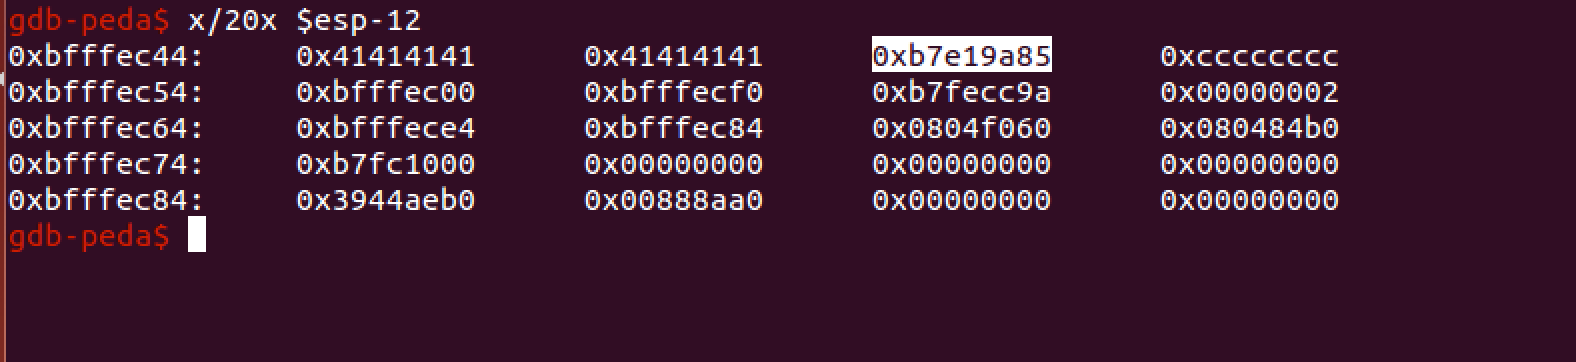 gdb-peda$ x/20x $esp-12
0xbfffec44: 0x41414141 0x41414141 0xb7e19a85 0xcccccccc
0xbfffec54: 0xbfffec00 0xbfffecf0 0xb7fecc9a 0x00000002
0xbfffec64: 0xbfffece4 0xbfffec84 0x0804f060 0x080484b0
0xbfffec74: 0xb7fc1000 0x00000000 0x00000000 0x00000000
0xbfffec84: 0x3944aeb0 0x00888aa0 0x00000000 0x00000000
gdb-peda$